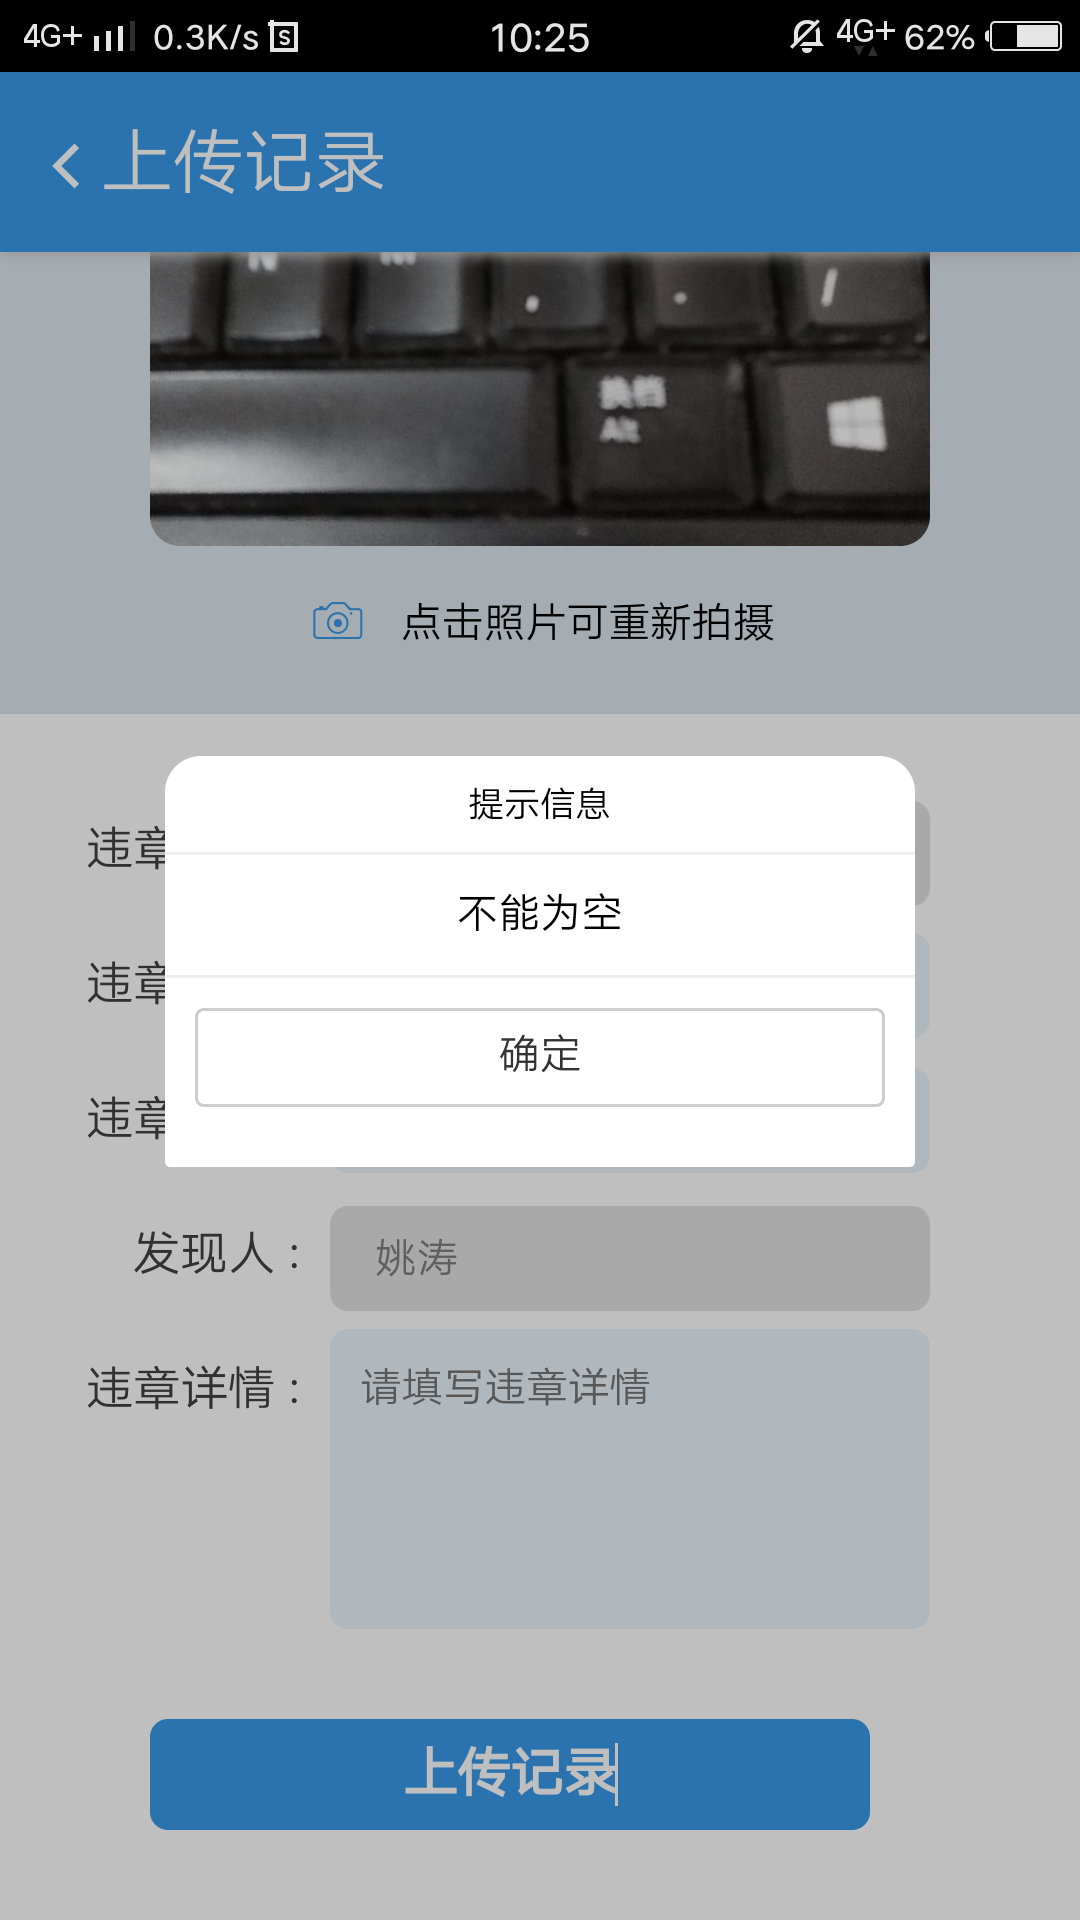 4G+ 0.3K/s S 10:25 4G+ 62%
上传记录
N M
, . /
换档
Alt
点击照片可重新拍摄
提示信息
不能为空
确定
违章
违章
违章
发现人 : 姚涛
违章详情 : 请填写违章详情
上传记录